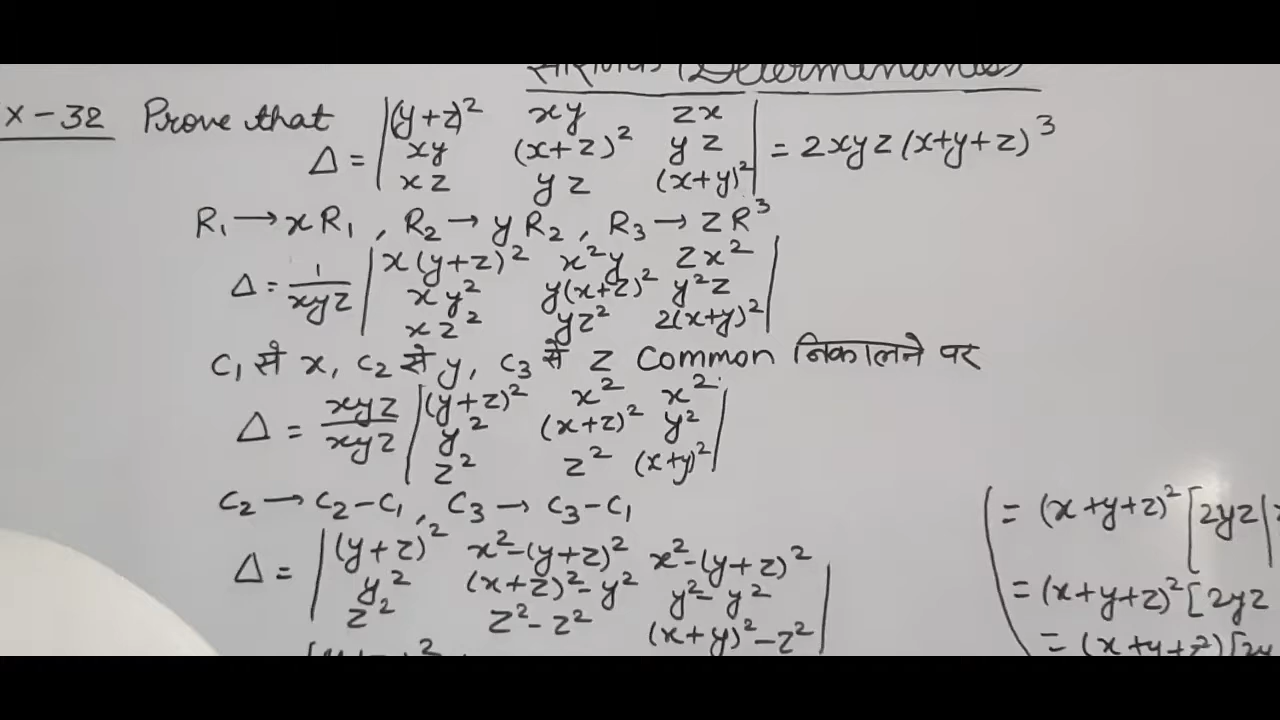 Determinants
x-32 Prove that Δ = |(y+z)² xy zx|
|xy (x+z)² yz| = 2xyz(x+y+z)³
|xz yz (x+y)²|
R₁→xR₁, R₂→yR₂, R₃→zR³
Δ = 1/xyz |x(y+z)² x²y zx²|
|xy² y(x+z)² y²z|
|xz² yz² z(x+y)²|
C₁ से x, C₂ से y, C₃ से z Common निकालने पर
Δ = xyz/xyz |(y+z)² x² x²|
|y² (x+z)² y²|
|z² z² (x+y)²|
C₂→C₂-C₁, C₃→C₃-C₁
Δ = |(y+z)² x²-(y+z)² x²-(y+z)²|
|y² (x+z)²-y² y²-y²|
|z² z²-z² (x+y)²-z²|
= (x+y+z)² [2yz|
= (x+y+z)² [2yz
= (x+y+z) [2y